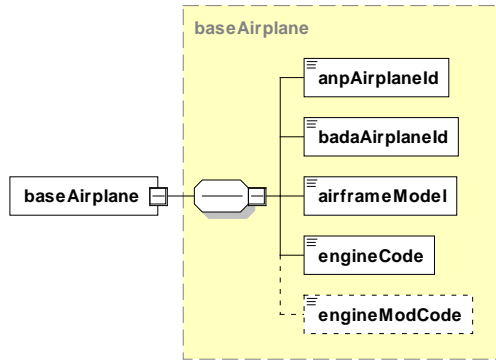 baseAirplane
anpAirplaneId
badaAirplaneId
baseAirplane
airframeModel
engineCode
engineModCode